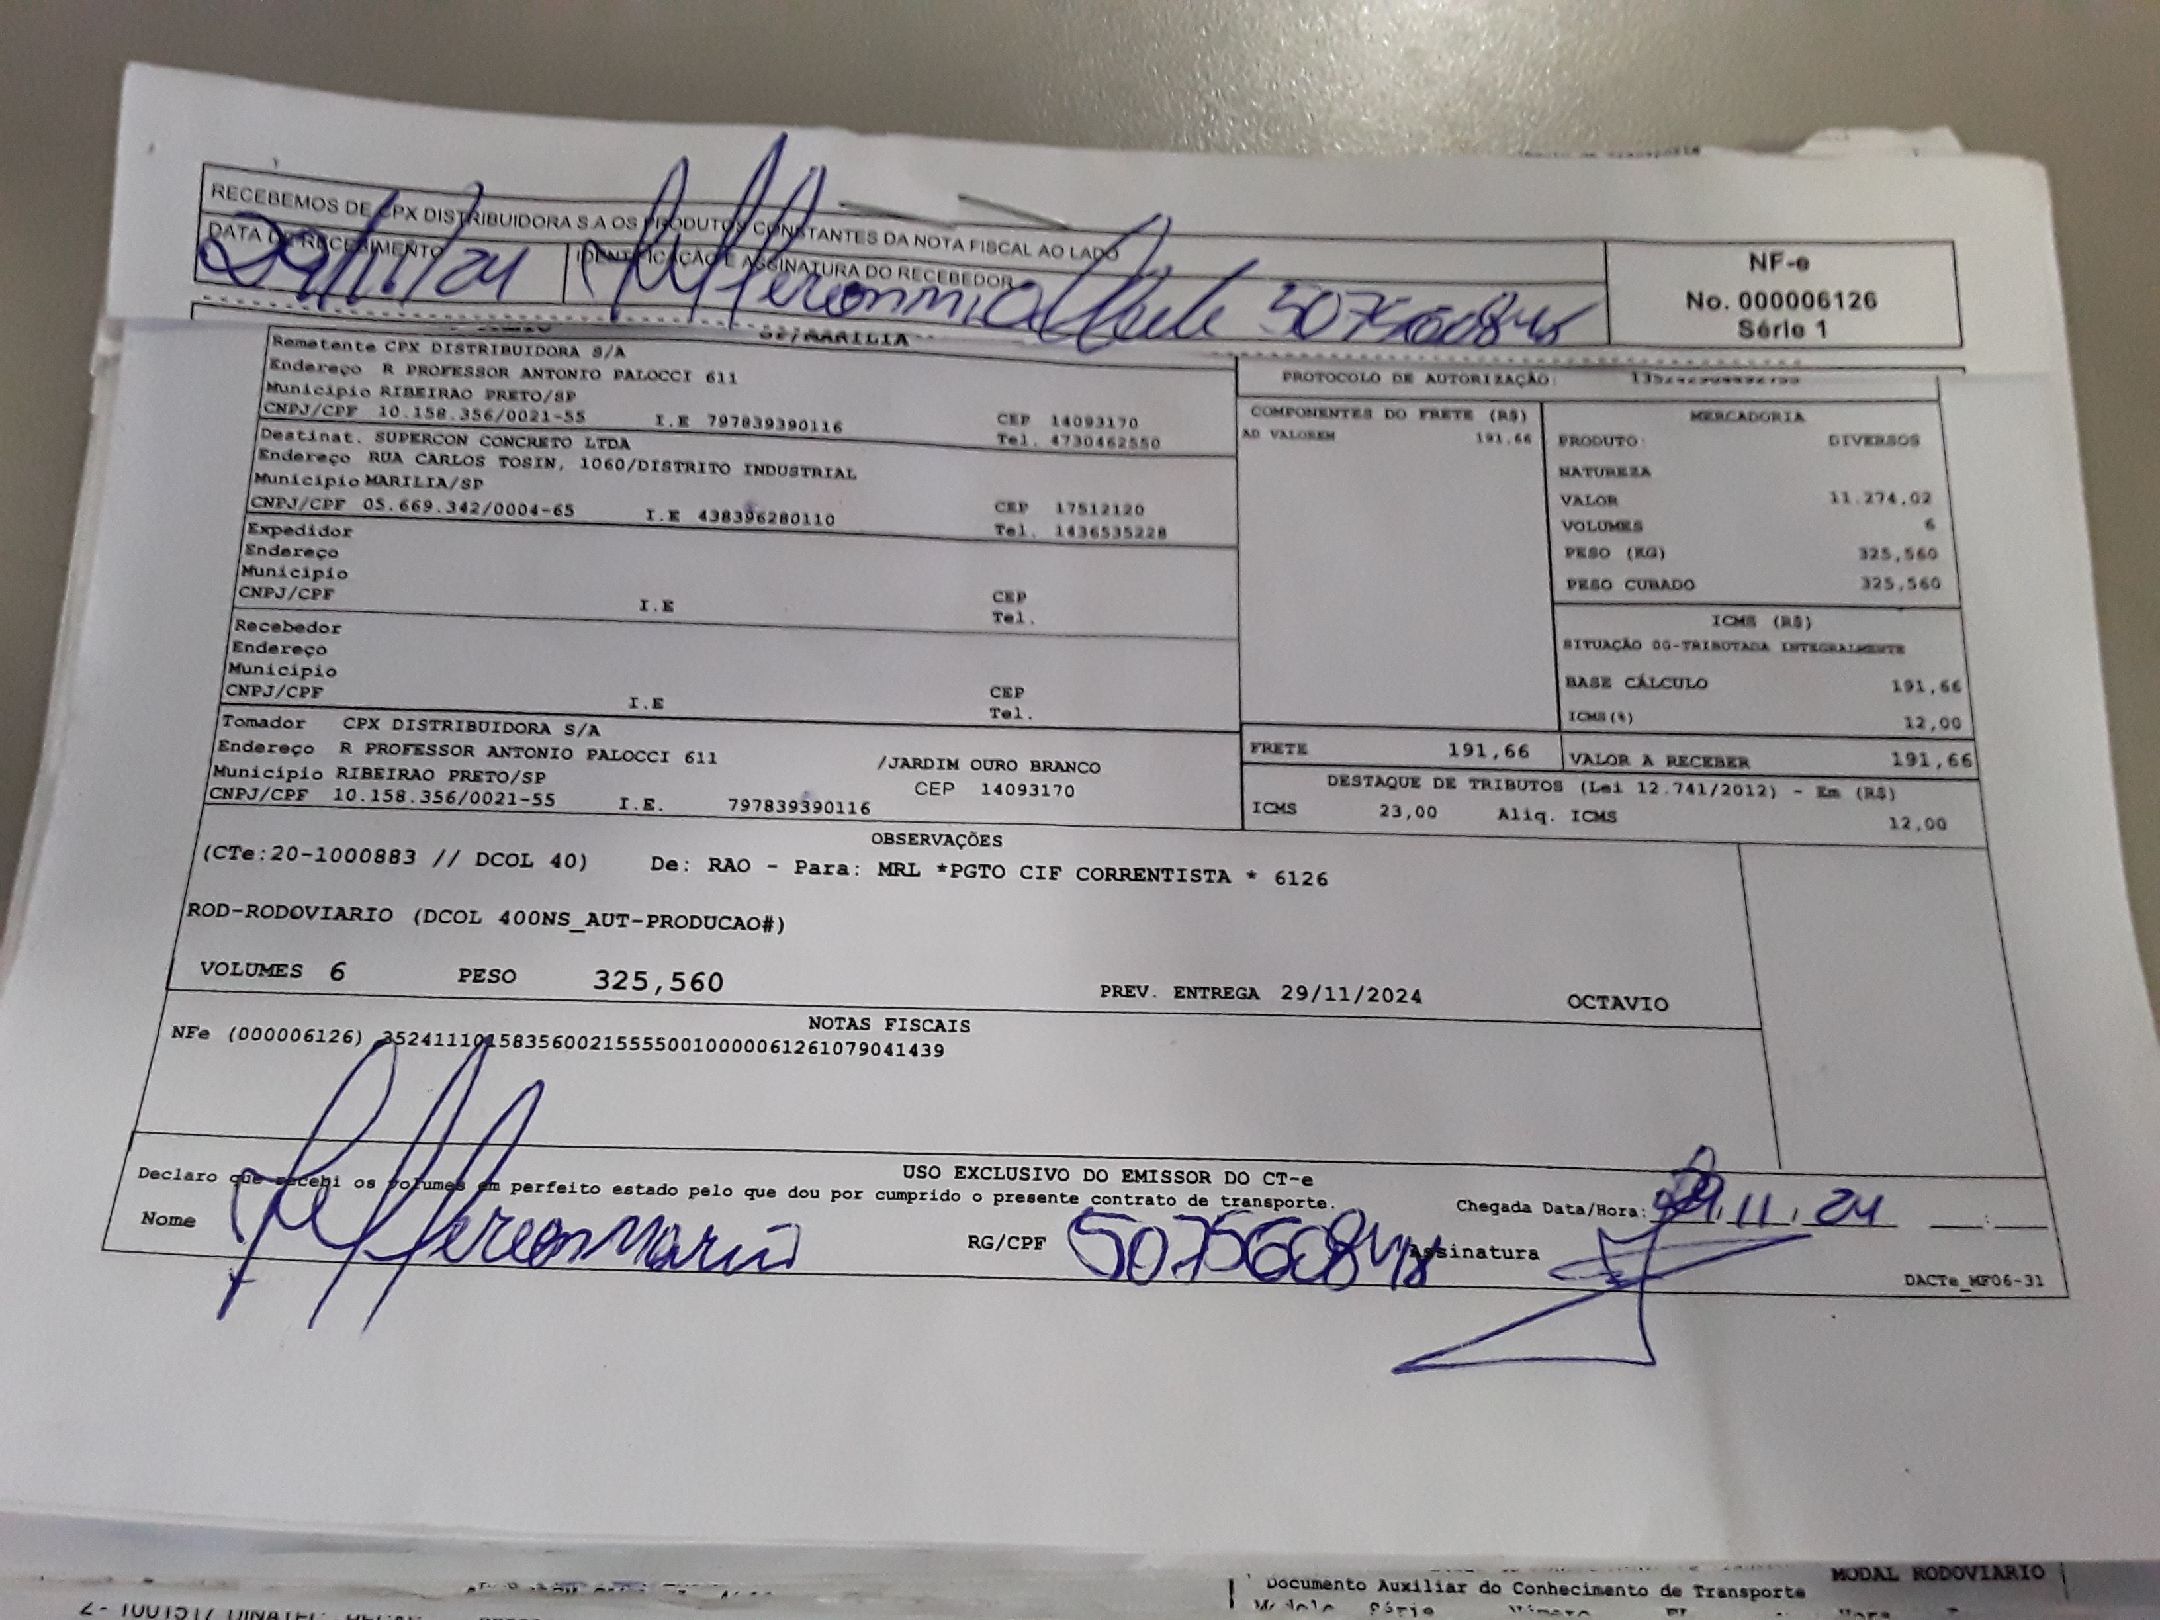 RECEBEMOS DE CPX DISTRIBUIDORA S.A OS PRODUTOS CONSTANTES DA NOTA FISCAL AO LADO
DATA DE RECEBIMENTO
IDENTIFICAÇÃO E ASSINATURA DO RECEBEDOR
29/11/24
NF-e
No. 000006126
Série 1
SP/MARILIA
Remetente CPX DISTRIBUIDORA S/A
Endereço R PROFESSOR ANTONIO PALOCCI 611
Município RIBEIRAO PRETO/SP
CNPJ/CPF 10.158.356/0021-55 I.E 797839390116 CEP 14093170
Tel. 4730462550
Destinat. SUPERCON CONCRETO LTDA
Endereço RUA CARLOS TOSIN, 1060/DISTRITO INDUSTRIAL
Município MARILIA/SP
CNPJ/CPF 05.669.342/0004-65 I.E 438396280110 CEP 17512120
Tel. 1436535228
Expedidor
Endereço
Município
CNPJ/CPF I.E CEP
Tel.
Recebedor
Endereço
Município
CNPJ/CPF I.E CEP
Tel.
Tomador CPX DISTRIBUIDORA S/A
Endereço R PROFESSOR ANTONIO PALOCCI 611 /JARDIM OURO BRANCO
Município RIBEIRAO PRETO/SP CEP 14093170
CNPJ/CPF 10.158.356/0021-55 I.E. 797839390116
PROTOCOLO DE AUTORIZAÇÃO:
COMPONENTES DO FRETE (R$)
AD VALOREM 191,66
MERCADORIA
PRODUTO: DIVERSOS
NATUREZA
VALOR 11.274,02
VOLUMES 6
PESO (KG) 325,560
PESO CUBADO 325,560
ICMS (R$)
SITUAÇÃO 00-TRIBUTADA INTEGRALMENTE
BASE CÁLCULO 191,66
ICMS(%) 12,00
FRETE 191,66 VALOR A RECEBER 191,66
DESTAQUE DE TRIBUTOS (Lei 12.741/2012) - Em (R$)
ICMS 23,00 Aliq. ICMS 12,00
OBSERVAÇÕES
(CTe:20-1000883 // DCOL 40) De: RAO - Para: MRL *PGTO CIF CORRENTISTA * 6126
ROD-RODOVIARIO (DCOL 400NS_AUT-PRODUCAO#)
VOLUMES 6 PESO 325,560 PREV. ENTREGA 29/11/2024 OCTAVIO
NOTAS FISCAIS
NFe (000006126) 35241110158356002155550010000061261079041439
USO EXCLUSIVO DO EMISSOR DO CT-e
Declaro que recebi os volumes em perfeito estado pelo que dou por cumprido o presente contrato de transporte.
Chegada Data/Hora: 29.11.24 __:__
Nome Jefferson Maria RG/CPF Assinatura
DACTe_MF06-31
MODAL RODOVIARIO
Documento Auxiliar do Conhecimento de Transporte